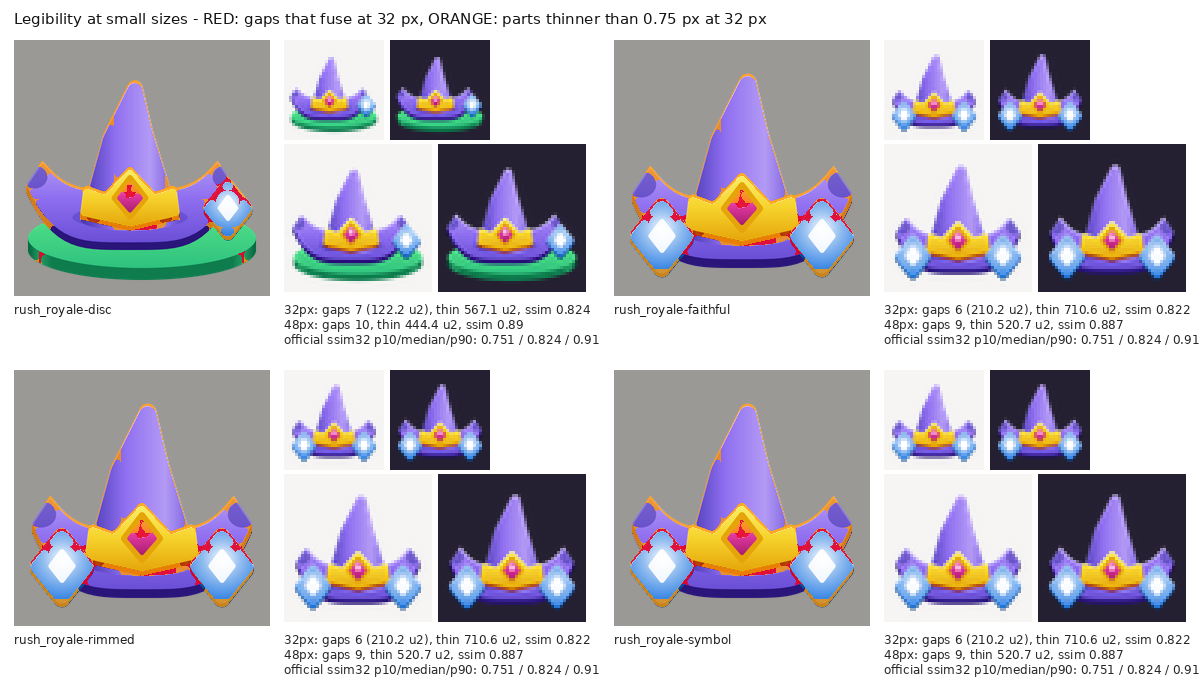 Legibility at small sizes - RED: gaps that fuse at 32 px, ORANGE: parts thinner than 0.75 px at 32 px
rush_royale-disc
32px: gaps 7 (122.2 u2), thin 567.1 u2, ssim 0.824
48px: gaps 10, thin 444.4 u2, ssim 0.89
official ssim32 p10/median/p90: 0.751 / 0.824 / 0.91
rush_royale-faithful
32px: gaps 6 (210.2 u2), thin 710.6 u2, ssim 0.822
48px: gaps 9, thin 520.7 u2, ssim 0.887
official ssim32 p10/median/p90: 0.751 / 0.824 / 0.91
rush_royale-rimmed
32px: gaps 6 (210.2 u2), thin 710.6 u2, ssim 0.822
48px: gaps 9, thin 520.7 u2, ssim 0.887
official ssim32 p10/median/p90: 0.751 / 0.824 / 0.91
rush_royale-symbol
32px: gaps 6 (210.2 u2), thin 710.6 u2, ssim 0.822
48px: gaps 9, thin 520.7 u2, ssim 0.887
official ssim32 p10/median/p90: 0.751 / 0.824 / 0.91